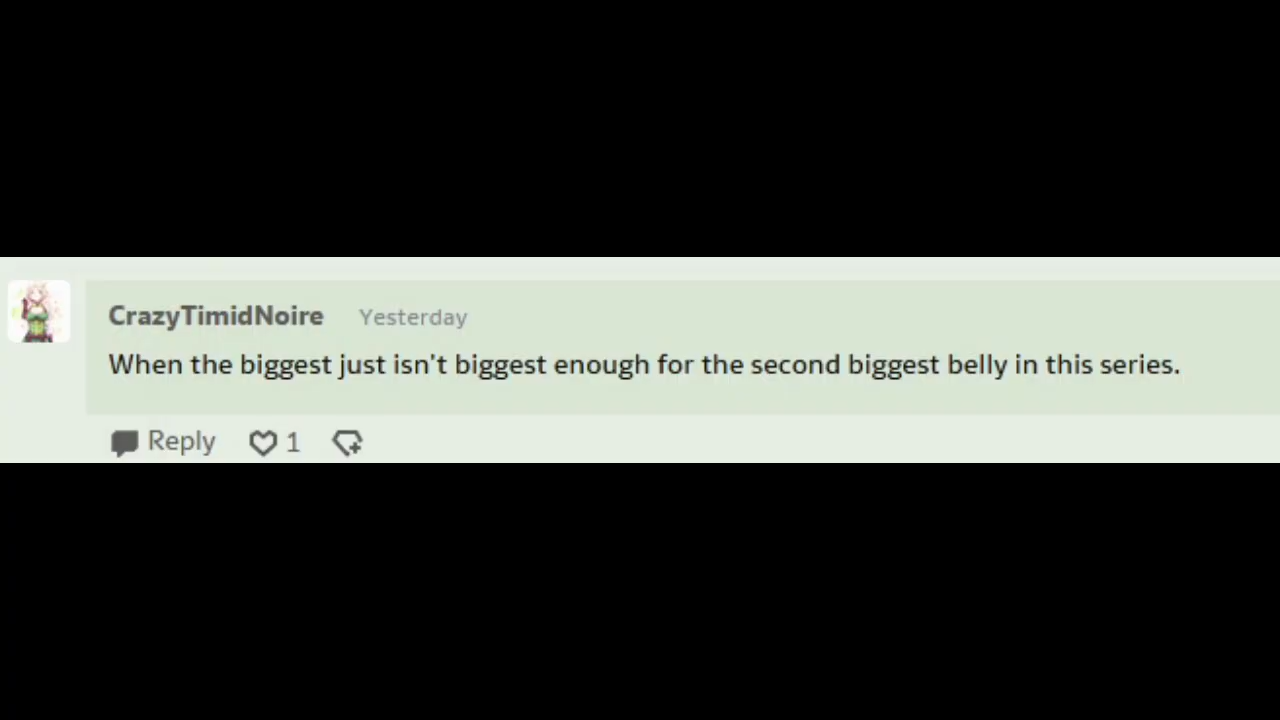 CrazyTimidNoire Yesterday
When the biggest just isn't biggest enough for the second biggest belly in this series.
Reply 1